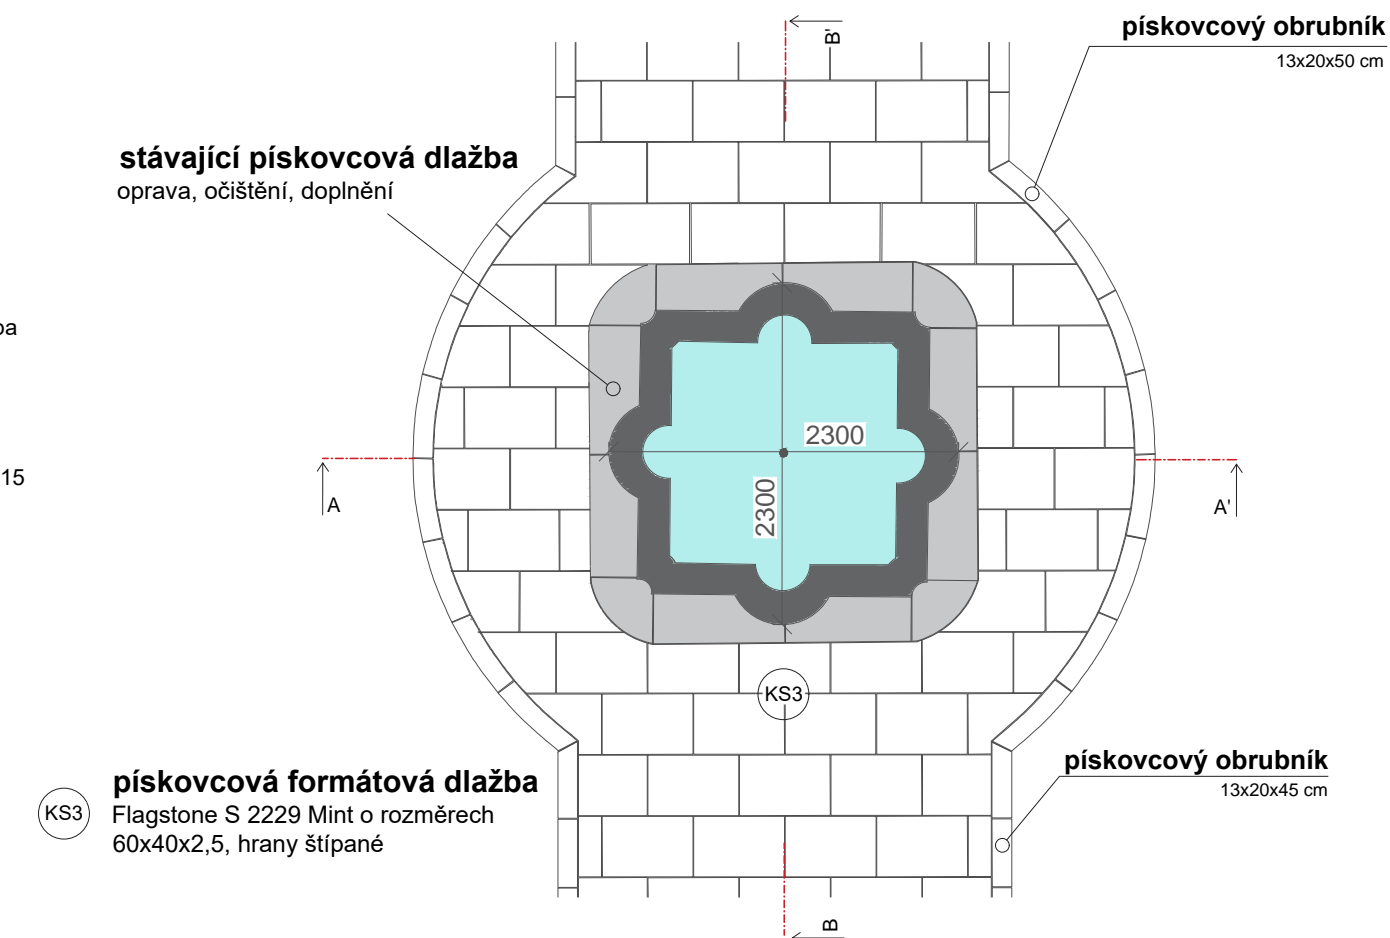 B'
pískovcový obrubník
13x20x50 cm
stávající pískovcová dlažba
oprava, očištění, doplnění
2300
2300
15
A
A'
KS3
pískovcový obrubník
13x20x45 cm
pískovcová formátová dlažba
KS3
Flagstone S 2229 Mint o rozměrech
60x40x2,5, hrany štípané
B